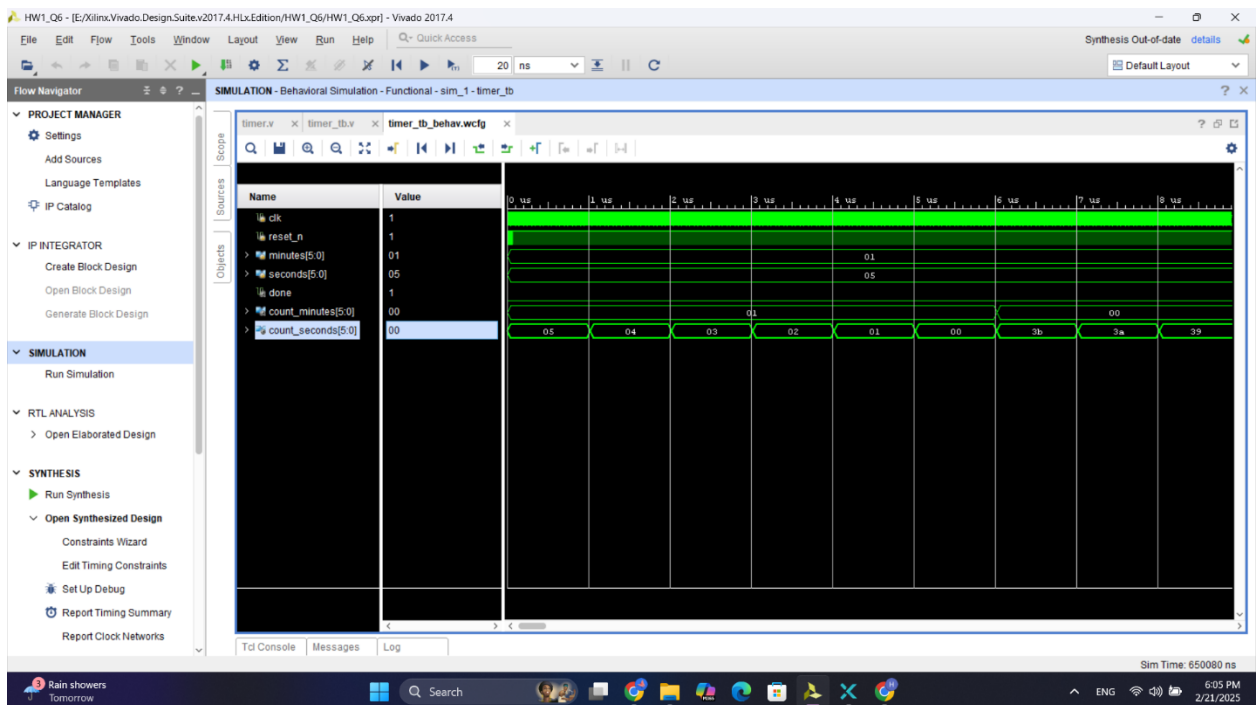 HW1_Q6 - [E:/Xilinx.Vivado.Design.Suite.v2017.4.HLx.Edition/HW1_Q6/HW1_Q6.xpr] - Vivado 2017.4
File Edit Flow Tools Window Layout View Run Help Q- Quick Access Synthesis Out-of-date details
20 ns Default Layout
Flow Navigator SIMULATION - Behavioral Simulation - Functional - sim_1 - timer_tb
PROJECT MANAGER
Settings
Add Sources
Language Templates
IP Catalog
IP INTEGRATOR
Create Block Design
Open Block Design
Generate Block Design
SIMULATION
Run Simulation
RTL ANALYSIS
Open Elaborated Design
SYNTHESIS
Run Synthesis
Open Synthesized Design
Constraints Wizard
Edit Timing Constraints
Set Up Debug
Report Timing Summary
Report Clock Networks
Scope
Sources
Objects
timer.v timer_tb.v timer_tb_behav.wcfg
Name Value 0 us 1 us 2 us 3 us 4 us 5 us 6 us 7 us 8 us
clk 1
reset_n 1
minutes[5:0] 01 01
seconds[5:0] 05 05
done 1
count_minutes[5:0] 00 01 00
count_seconds[5:0] 00 05 04 03 02 01 00 3b 3a 39
Tcl Console Messages Log
Sim Time: 650080 ns
3 Rain showers
Tomorrow
Search
ENG
6:05 PM
2/21/2025